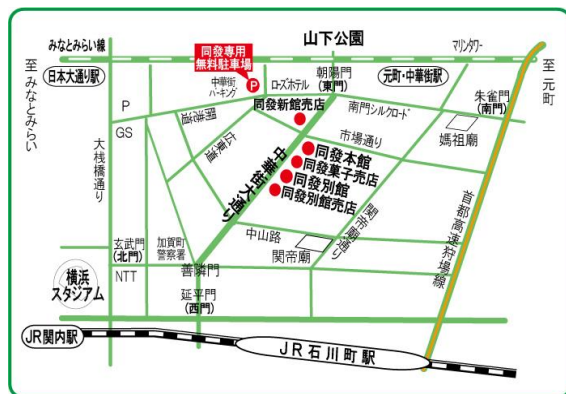 みなとみらい線
山下公園
マリンタワー
至みなとみらい
日本大通り駅
同發専用
無料駐車場
P
中華街
パーキング
ローズホテル
朝陽門
(東門)
元町・中華街駅
至元町
P
GS
開港道
広東道
同發新館売店
南門シルクロード
朱雀門
(南門)
媽祖廟
市場通り
大桟橋通り
中華街大通り
同發本館
同發菓子売店
同發別館
同發別館売店
関帝廟通り
首都高速狩場線
玄武門
(北門)
加賀町
警察署
中山路
関帝廟
善隣門
NTT
横浜
スタジアム
延平門
(西門)
JR関内駅
JR石川町駅